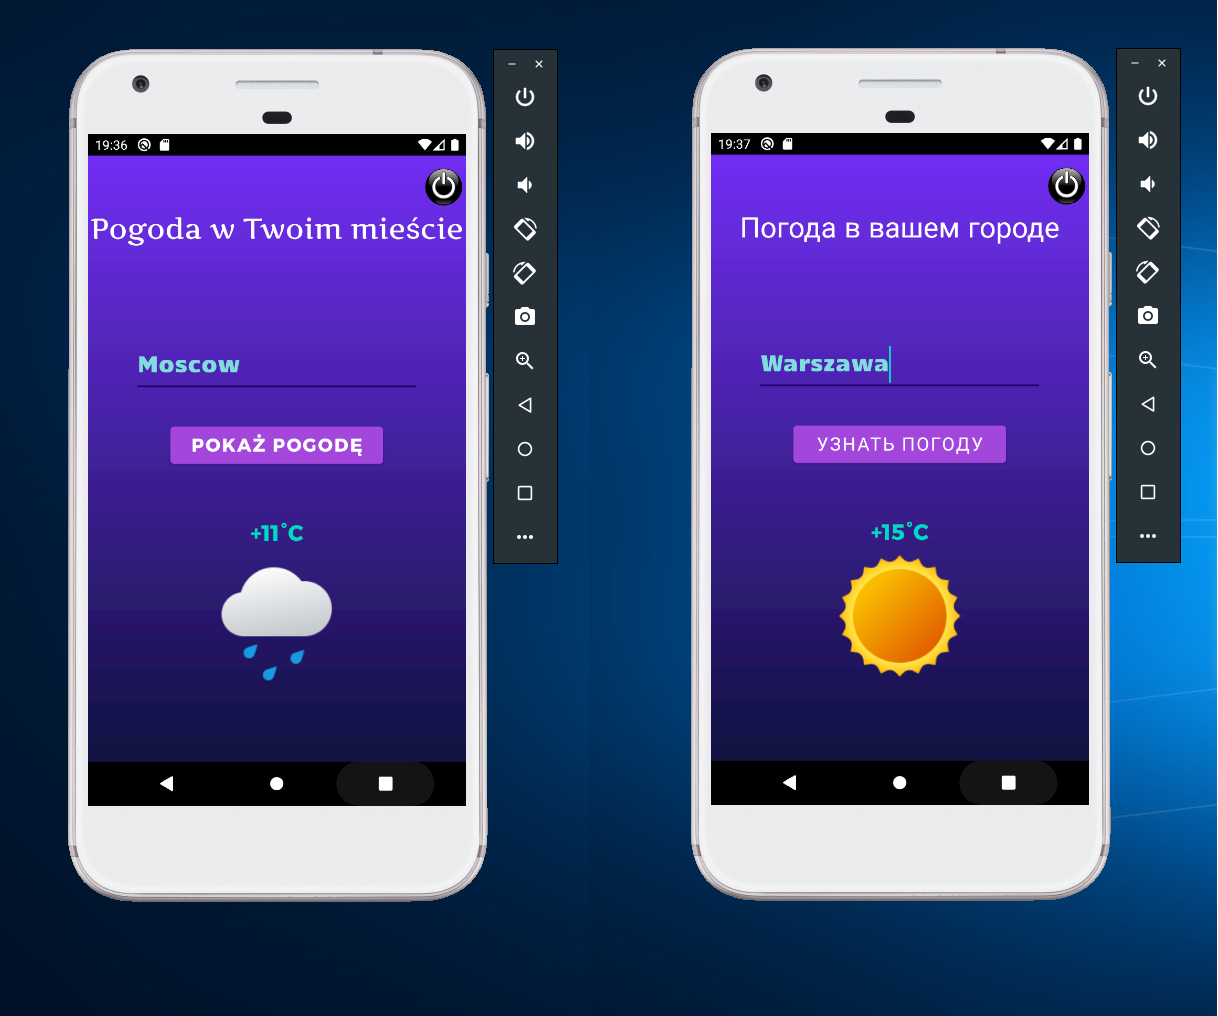 19:36
Pogoda w Twoim mieście
Moscow
POKAŻ POGODĘ
+11°C
19:37
Погода в вашем городе
Warszawa
УЗНАТЬ ПОГОДУ
+15°C